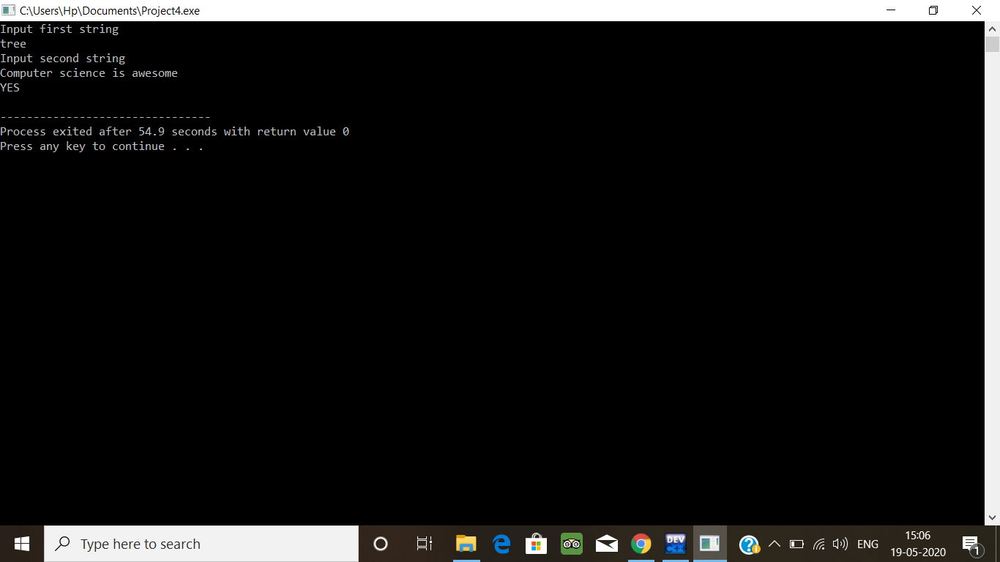 C:\Users\Hp\Documents\Project4.exe
Input first string
tree
Input second string
Computer science is awesome
YES
--------------------------------
Process exited after 54.9 seconds with return value 0
Press any key to continue . . .
Type here to search
DEV
C++
ENG
15:06
19-05-2020
1